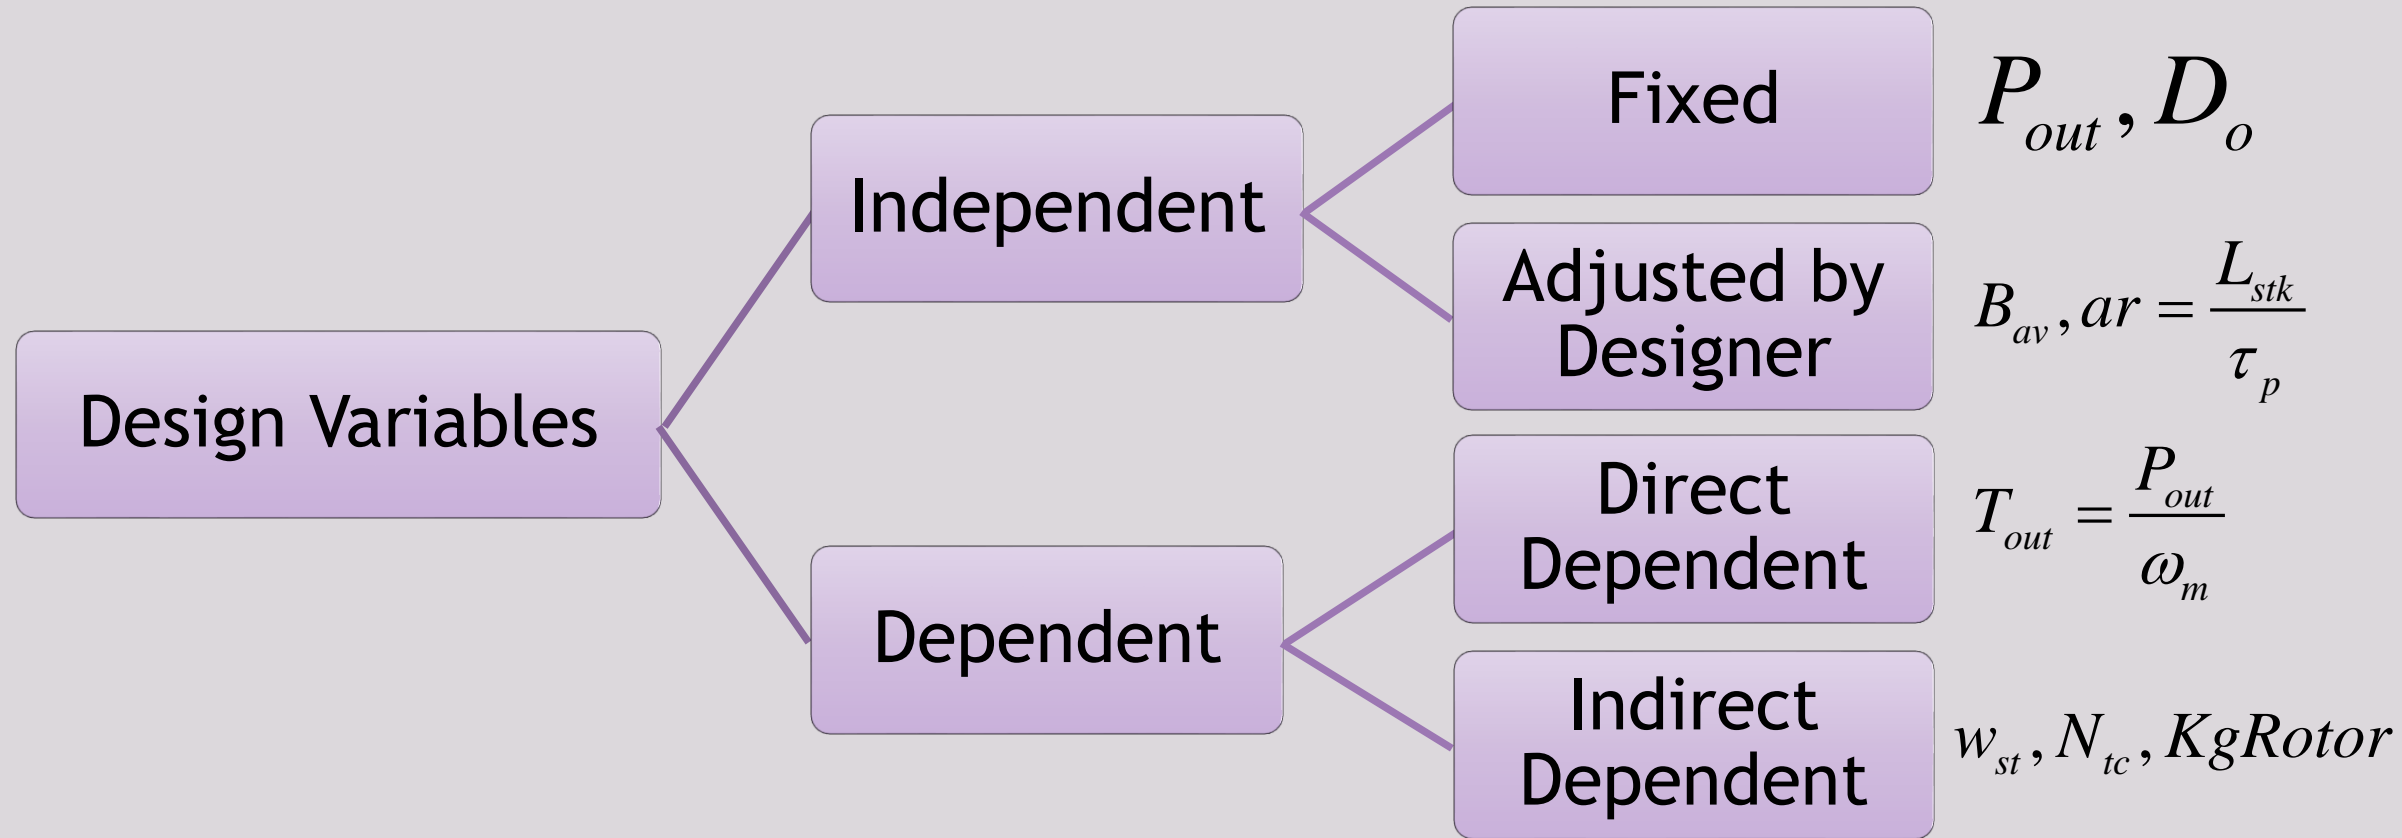 Design Variables
Independent
Fixed
P_out, D_o
Adjusted by
Designer
B_av, ar = L_stk / τ_p
Dependent
Direct
Dependent
T_out = P_out / ω_m
Indirect
Dependent
w_st, N_tc, KgRotor